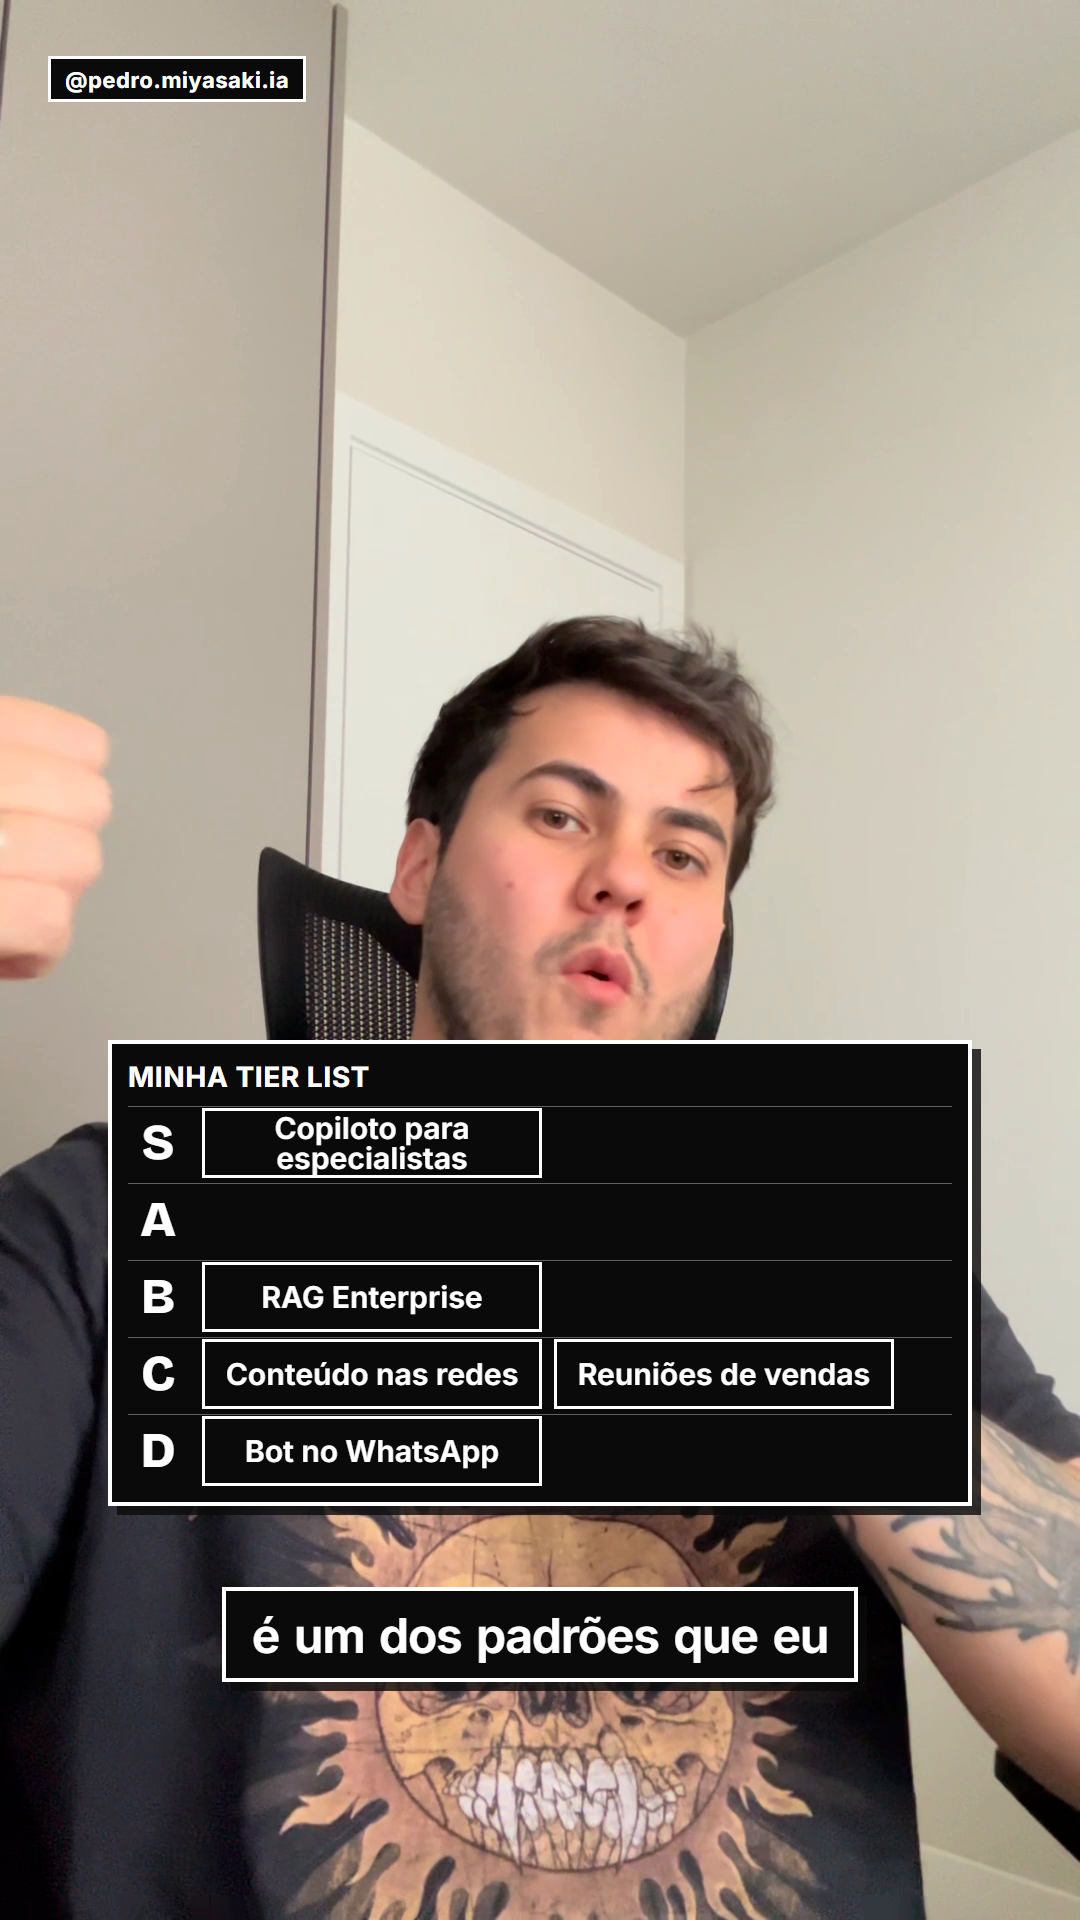 @pedro.miyasaki.ia
MINHA TIER LIST
S
Copiloto para
especialistas
A
B
RAG Enterprise
C
Conteúdo nas redes
Reuniões de vendas
D
Bot no WhatsApp
é um dos padrões que eu